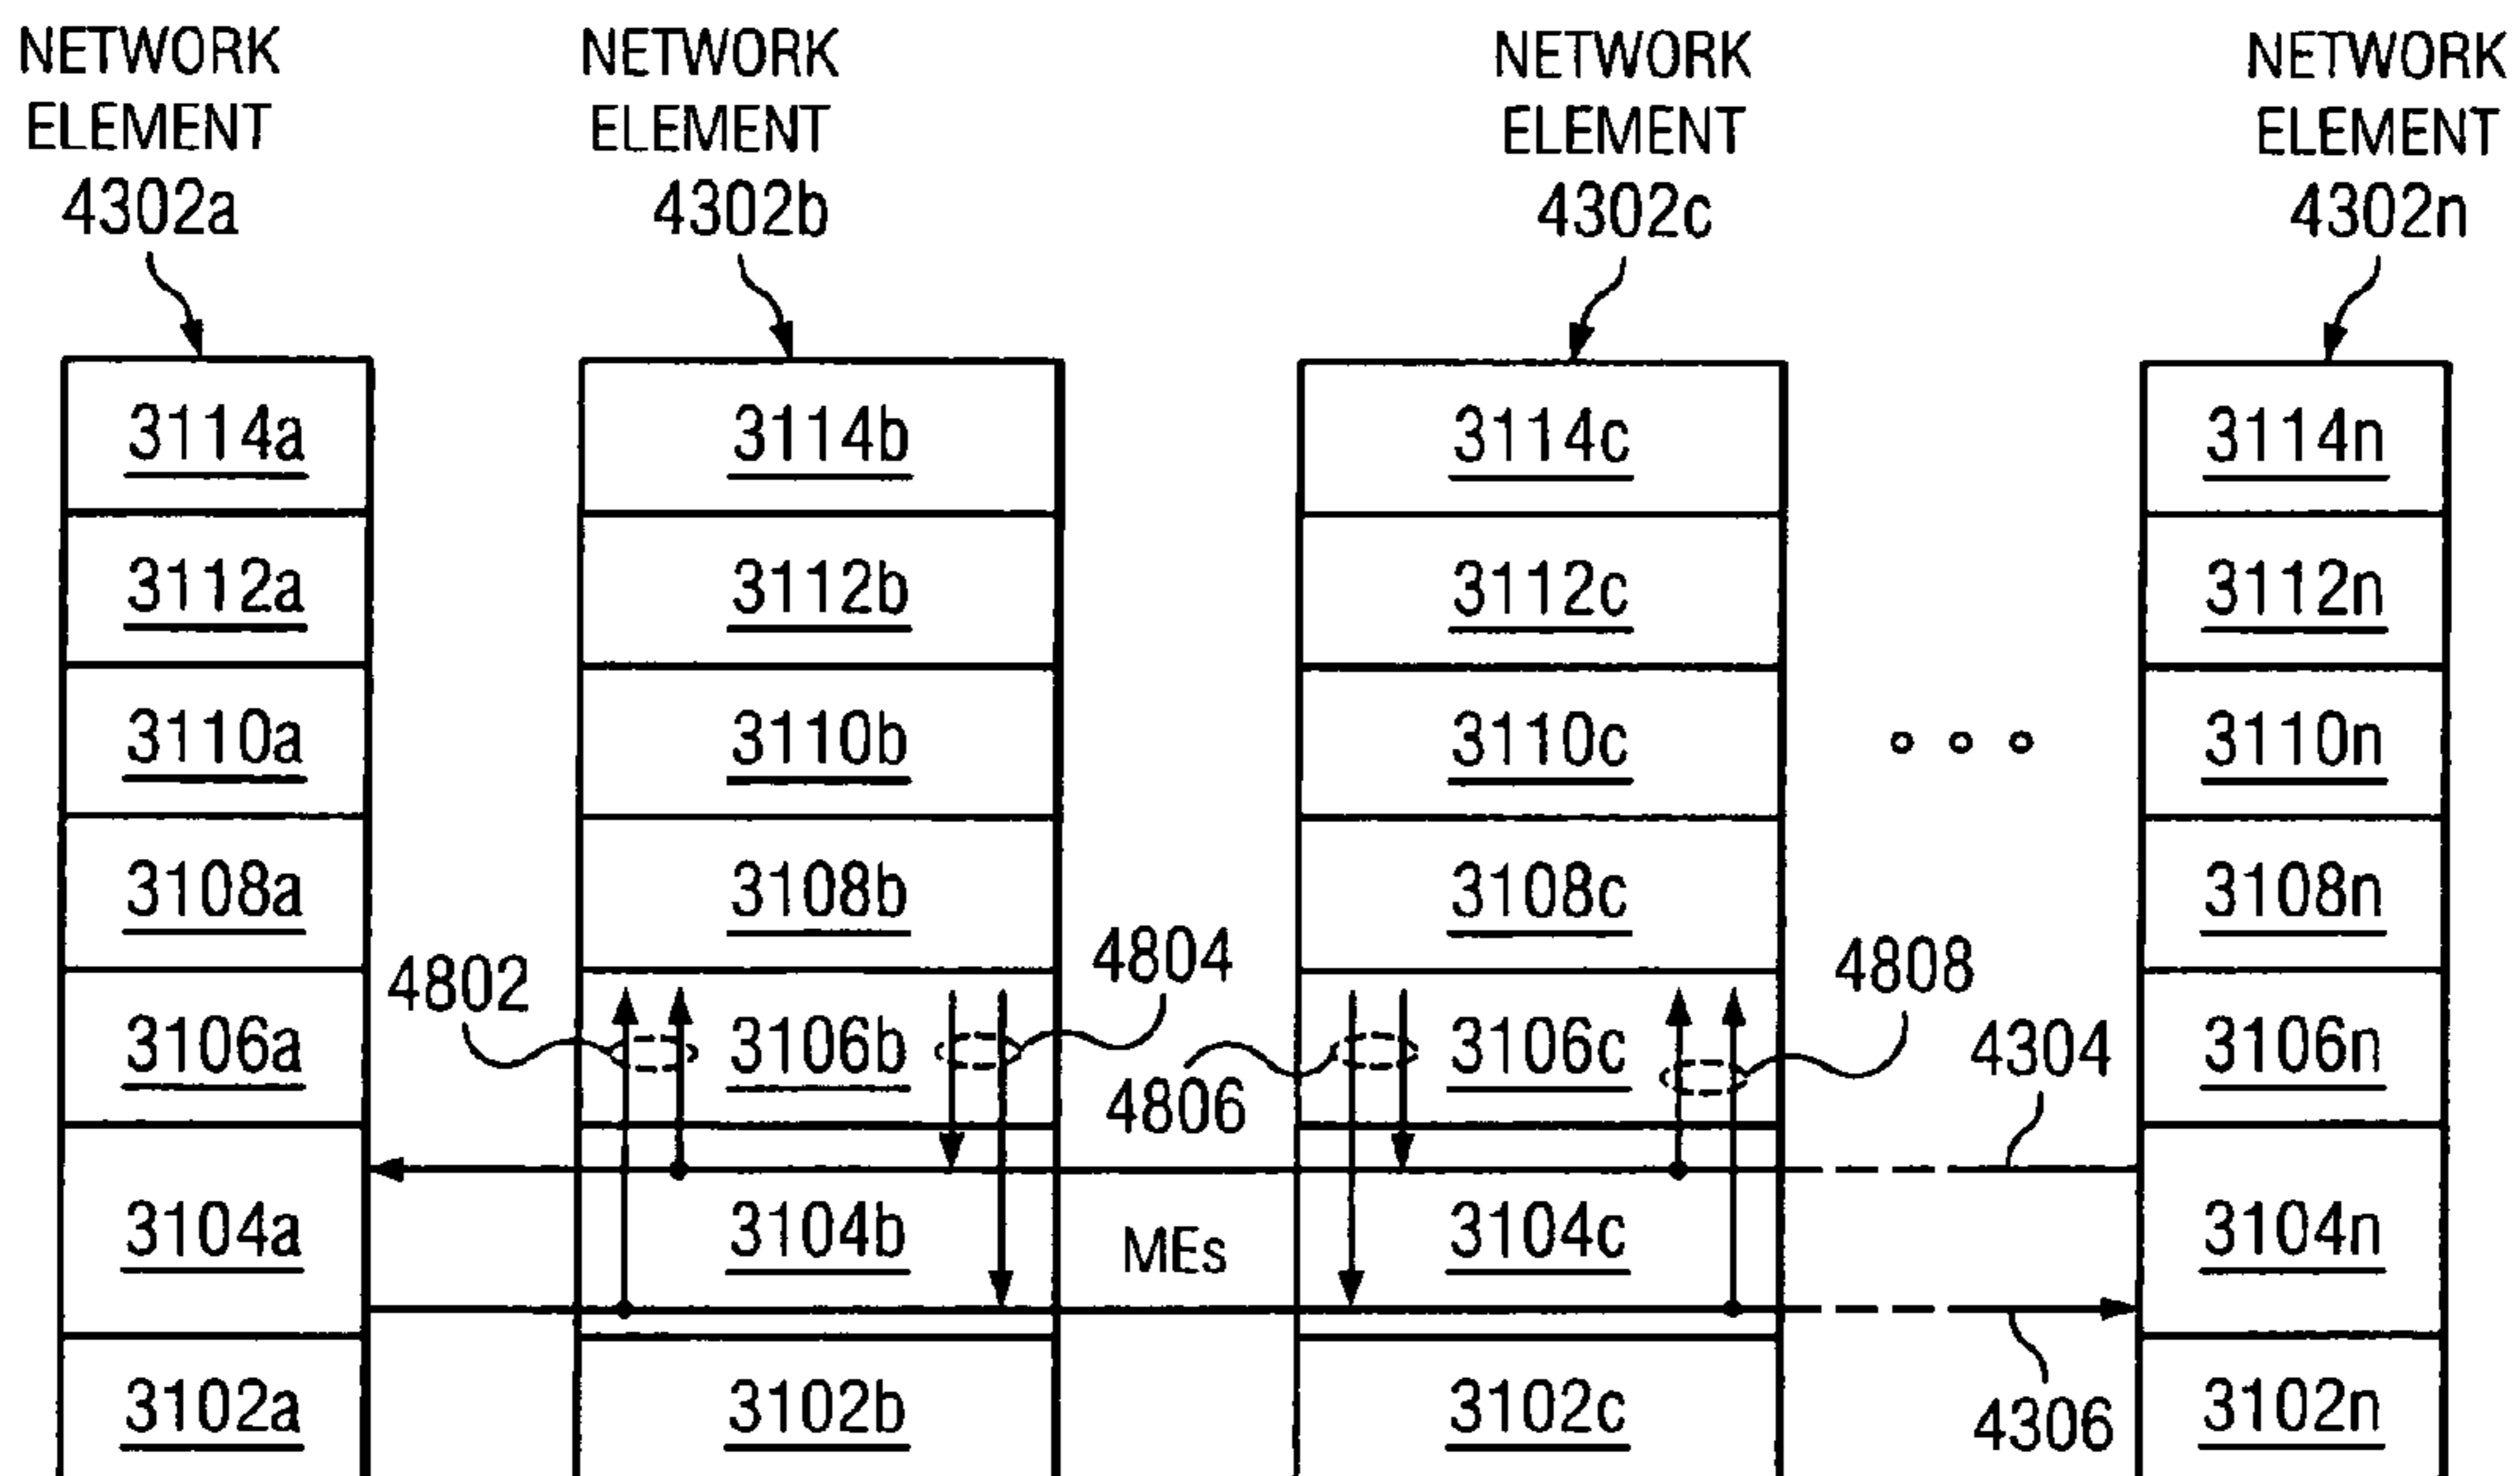 NETWORK
ELEMENT
4302a
NETWORK
ELEMENT
4302b
NETWORK
ELEMENT
4302c
NETWORK
ELEMENT
4302n
3114a
3114b
3114c
3114n
3112a
3112b
3112c
3112n
3110a
3110b
3110c
3110n
3108a
3108b
3108c
3108n
4802
4804
4808
3106a
3106b
4806
3106c
4304
3106n
3104a
3104b
MEs
3104c
3104n
3102a
3102b
3102c
4306
3102n